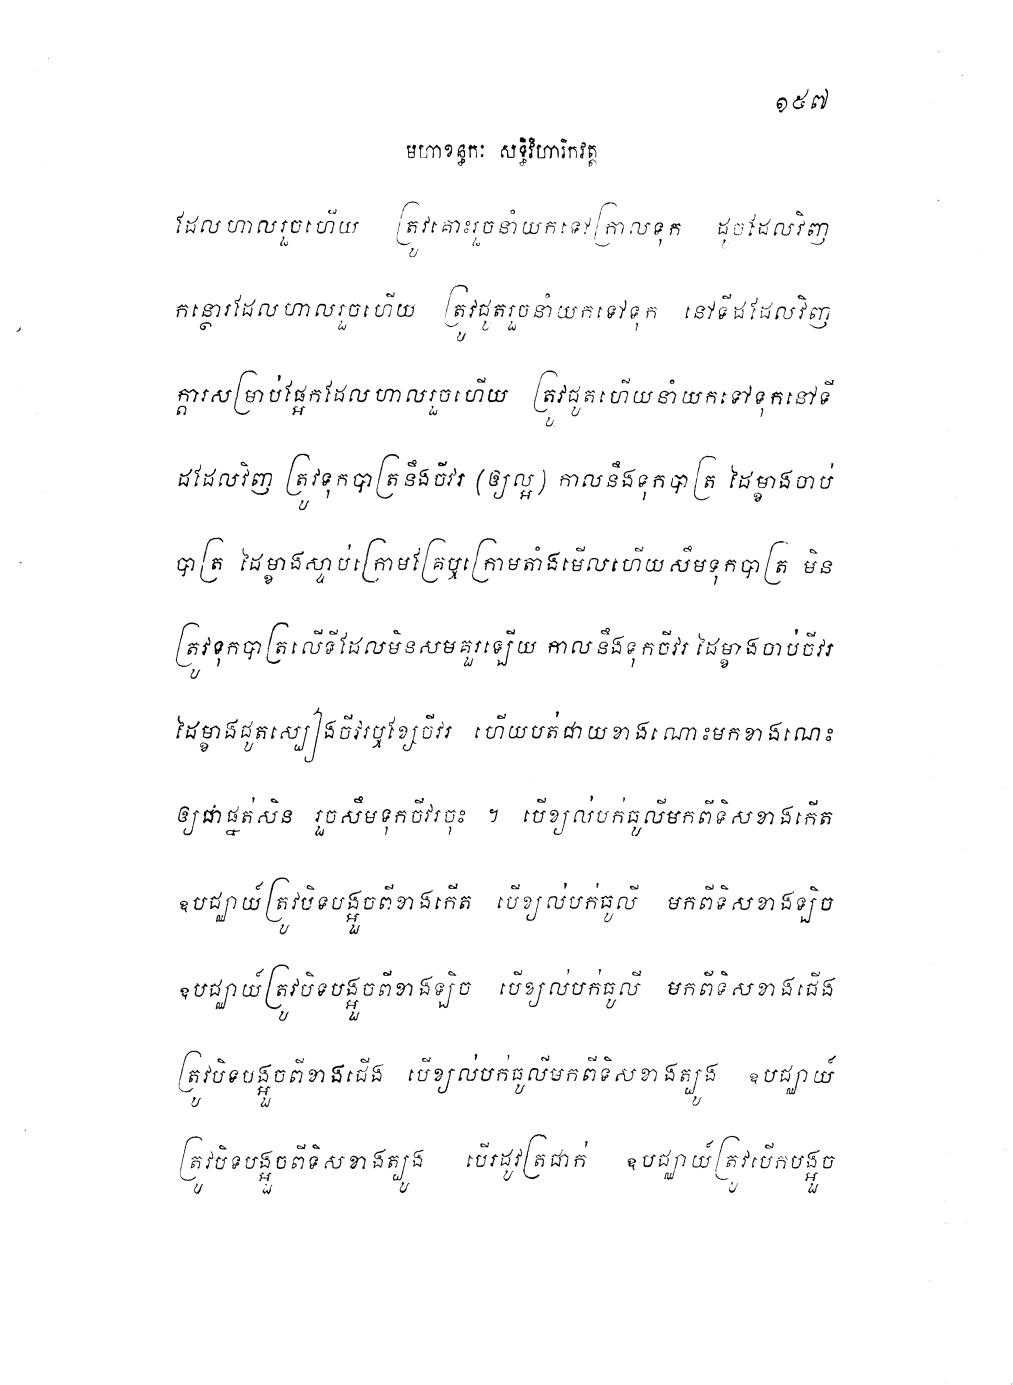 ១៥៧
មហាខន្ធកៈ សទ្ធិវិហារិកវត្ត
ដែលហាលរួចហើយ ត្រូវគោះរួចនាំយកទៅក្រាលទុក ដូចដែលវិញ
កន្ថោរដែលហាលរួចហើយ ត្រូវជូតរួចនាំយកទៅទុក នៅទីដដែលវិញ
ក្តារសម្រាប់ផ្អែកដែលហាលរួចហើយ ត្រូវជូតហើយនាំយកទៅទុកនៅទី
ដដែលវិញ ត្រូវទុកបាត្រនឹងចីវរ (ឲ្យល្អ) កាលនឹងទុកបាត្រ ដៃម្ខាងចាប់
បាត្រ ដៃម្ខាងស្ទាប់ក្រោមគ្រែឬក្រោមតាំងមើលហើយសឹមទុកបាត្រ មិន
ត្រូវទុកបាត្រលើទីដែលមិនសមគួរឡើយ កាលនឹងទុកចីវរ ដៃម្ខាងចាប់ចីវរ
ដៃម្ខាងជូតស្បៀងចីវរឬខ្សែចីវរ ហើយបត់ជាយខាងណោះមកខាងណេះ
ឲ្យជាផ្នត់សិន រួចសឹមទុកចីវរចុះ ។ បើខ្យល់បក់ធូលីមកពីទិសខាងកើត
ឧបជ្ឈាយ៍ត្រូវបិទបង្អួចពីខាងកើត បើខ្យល់បក់ធូលី មកពីទិសខាងឡិច
ឧបជ្ឈាយ៍ត្រូវបិទបង្អួចពីខាងឡិច បើខ្យល់បក់ធូលី មកពីទិសខាងជើង
ត្រូវបិទបង្អួចពីខាងជើង បើខ្យល់បក់ធូលីមកពីទិសខាងត្បូង ឧបជ្ឈាយ៍
ត្រូវបិទបង្អួចពីទិសខាងត្បូង បើរដូវត្រជាក់ ឧបជ្ឈាយ៍ត្រូវបើកបង្អួច